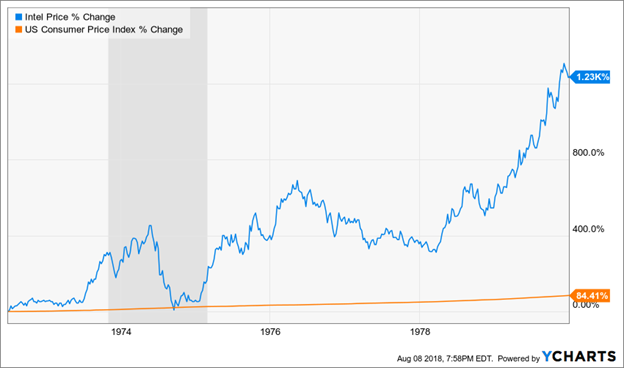 Intel Price % Change
US Consumer Price Index % Change
1.23K%
800.0%
400.0%
84.41%
0.00%
1974
1976
1978
Aug 08 2018, 7:58PM EDT. Powered by YCHARTS